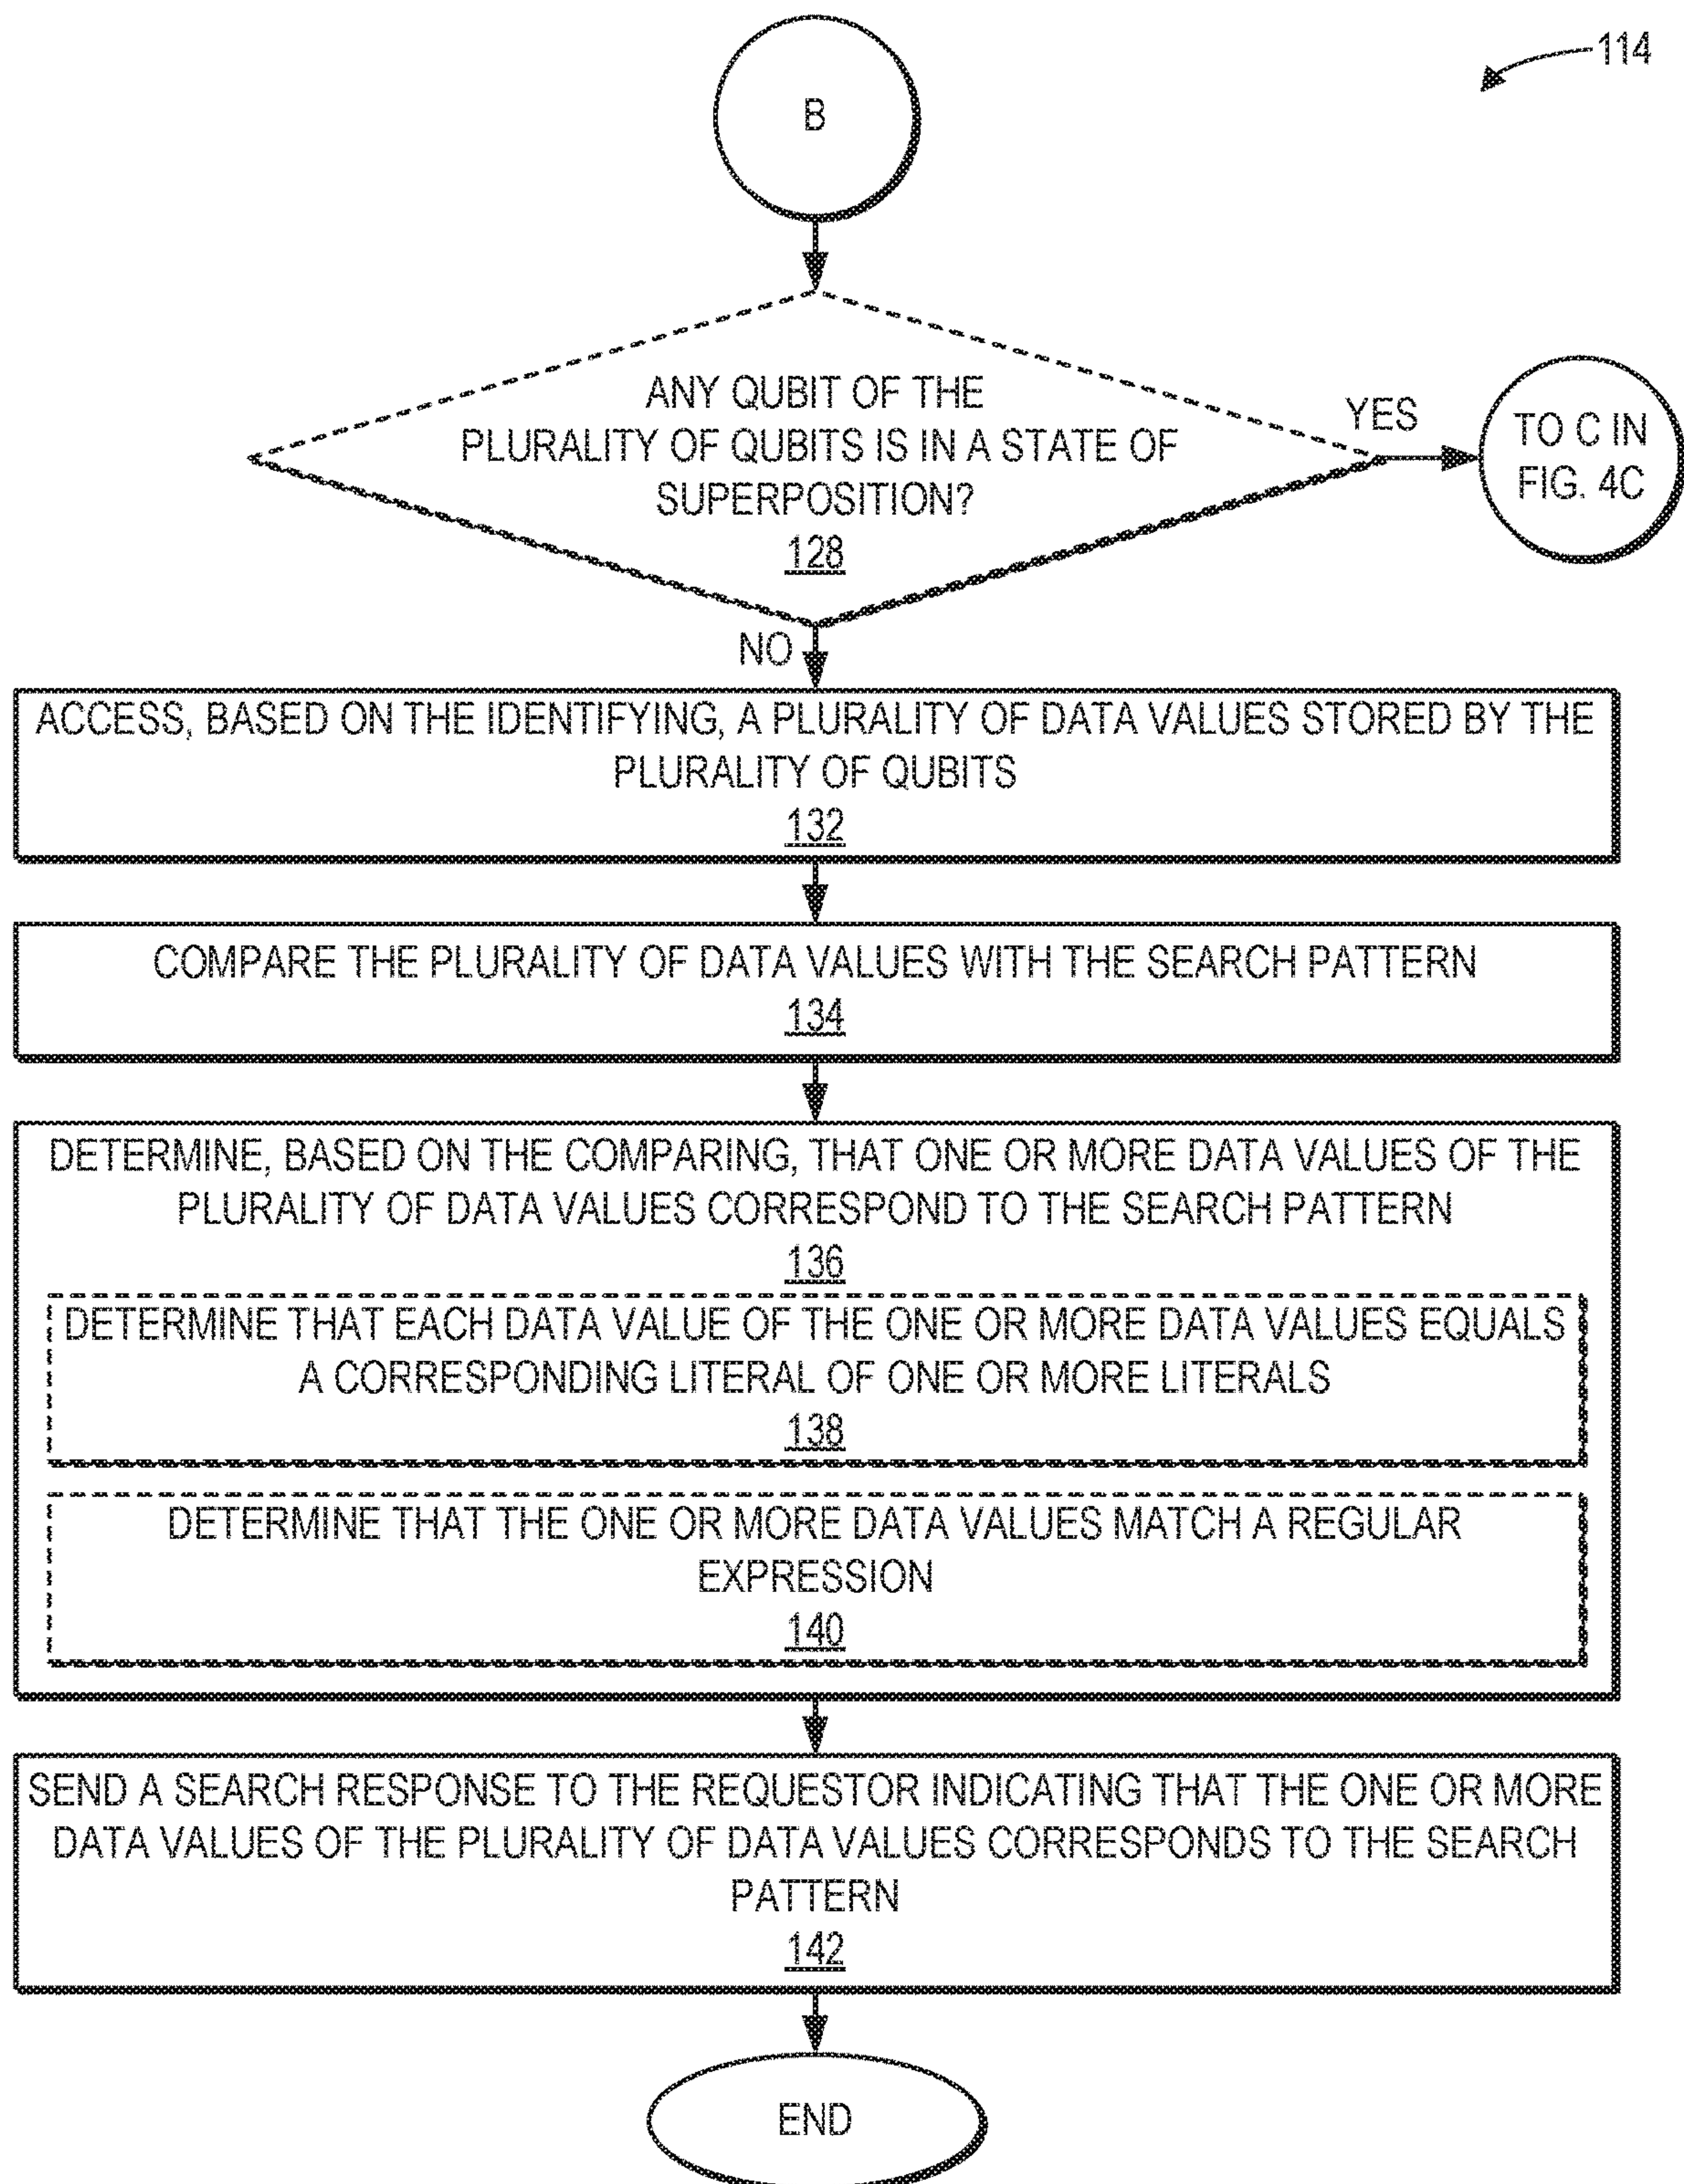 114
B
ANY QUBIT OF THE
PLURALITY OF QUBITS IS IN A STATE OF
SUPERPOSITION?
128
YES
TO C IN
FIG. 4C
NO
ACCESS, BASED ON THE IDENTIFYING, A PLURALITY OF DATA VALUES STORED BY THE
PLURALITY OF QUBITS
132
COMPARE THE PLURALITY OF DATA VALUES WITH THE SEARCH PATTERN
134
DETERMINE, BASED ON THE COMPARING, THAT ONE OR MORE DATA VALUES OF THE
PLURALITY OF DATA VALUES CORRESPOND TO THE SEARCH PATTERN
136
DETERMINE THAT EACH DATA VALUE OF THE ONE OR MORE DATA VALUES EQUALS
A CORRESPONDING LITERAL OF ONE OR MORE LITERALS
138
DETERMINE THAT THE ONE OR MORE DATA VALUES MATCH A REGULAR
EXPRESSION
140
SEND A SEARCH RESPONSE TO THE REQUESTOR INDICATING THAT THE ONE OR MORE
DATA VALUES OF THE PLURALITY OF DATA VALUES CORRESPONDS TO THE SEARCH
PATTERN
142
END